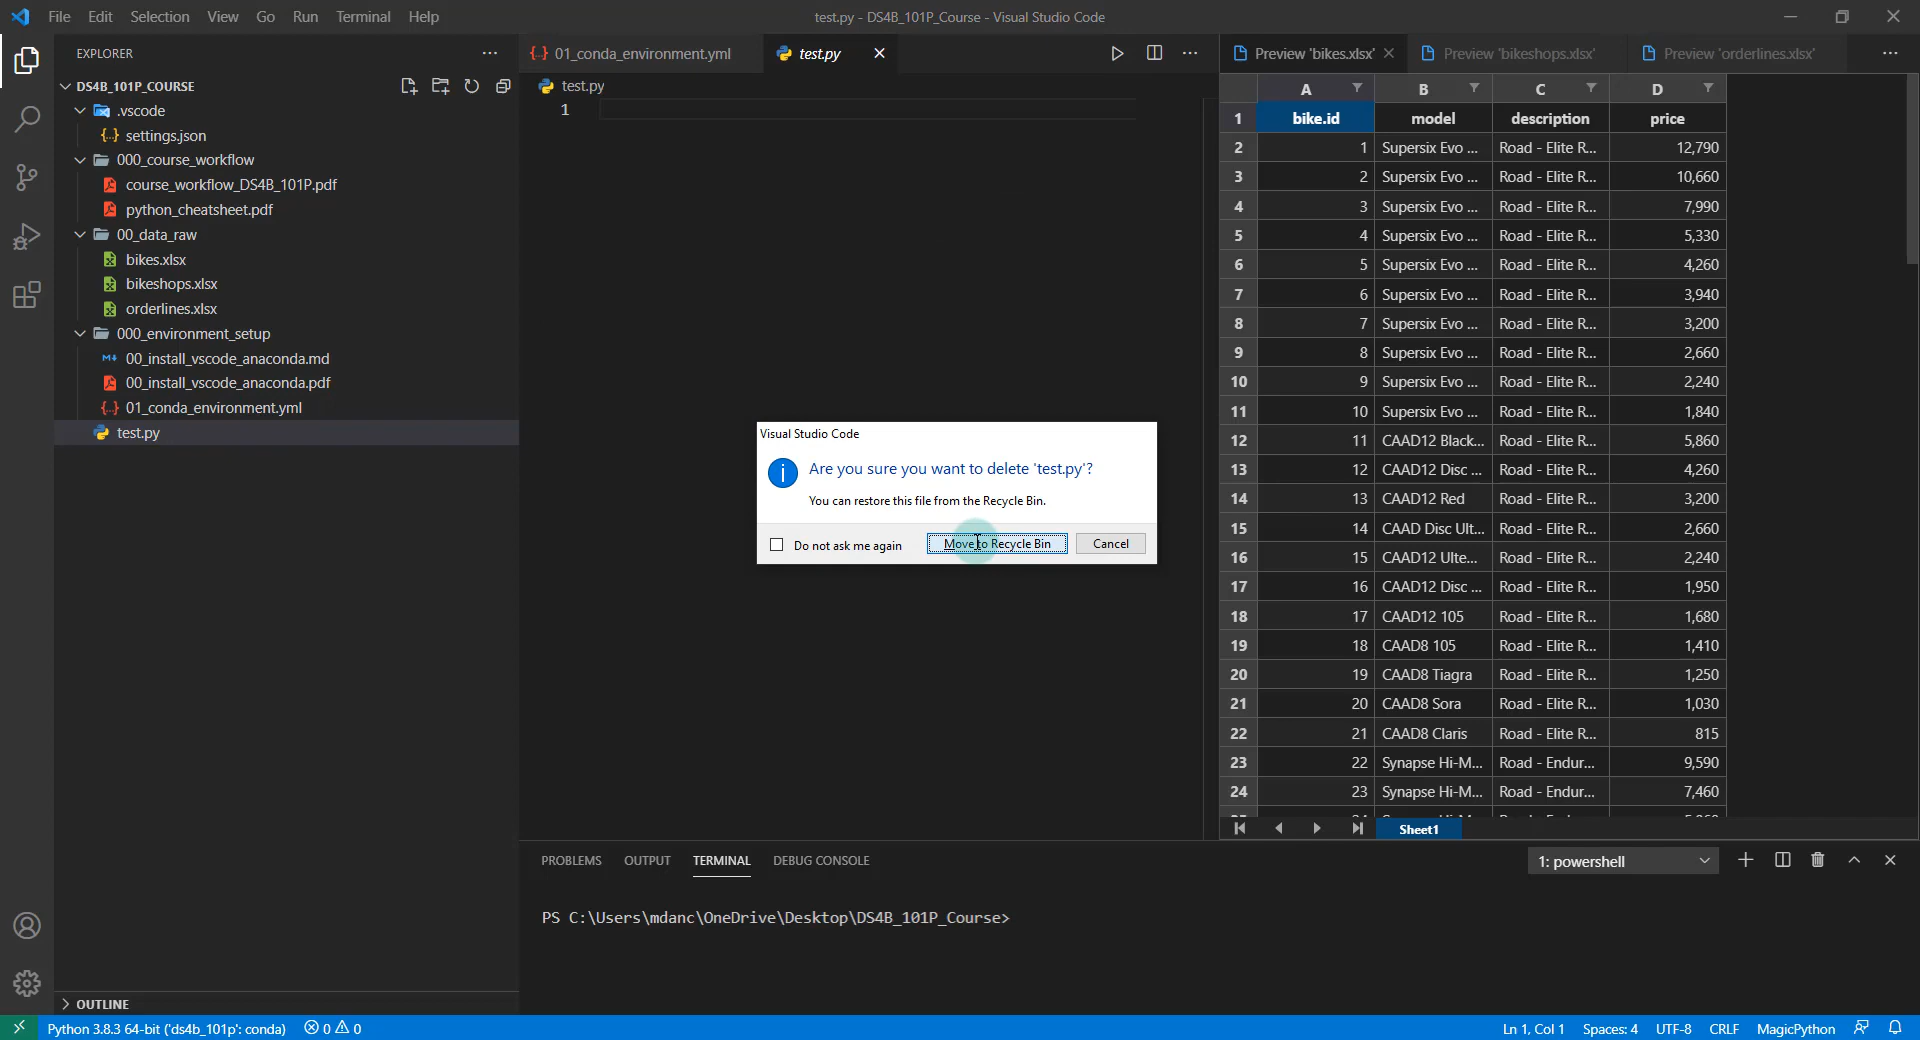 File Edit Selection View Go Run Terminal Help
test.py - DS4B_101P_Course - Visual Studio Code
EXPLORER
DS4B_101P_COURSE
.vscode
settings.json
000_course_workflow
course_workflow_DS4B_101P.pdf
python_cheatsheet.pdf
00_data_raw
bikes.xlsx
bikeshops.xlsx
orderlines.xlsx
000_environment_setup
00_install_vscode_anaconda.md
00_install_vscode_anaconda.pdf
01_conda_environment.yml
test.py
OUTLINE
01_conda_environment.yml test.py
test.py
1
Visual Studio Code
Are you sure you want to delete 'test.py'?
You can restore this file from the Recycle Bin.
Do not ask me again Move to Recycle Bin Cancel
Preview 'bikes.xlsx' Preview 'bikeshops.xlsx' Preview 'orderlines.xlsx'
A B C D
1 bike.id model description price
2 1 Supersix Evo ... Road - Elite R... 12,790
3 2 Supersix Evo ... Road - Elite R... 10,660
4 3 Supersix Evo ... Road - Elite R... 7,990
5 4 Supersix Evo ... Road - Elite R... 5,330
6 5 Supersix Evo ... Road - Elite R... 4,260
7 6 Supersix Evo ... Road - Elite R... 3,940
8 7 Supersix Evo ... Road - Elite R... 3,200
9 8 Supersix Evo ... Road - Elite R... 2,660
10 9 Supersix Evo ... Road - Elite R... 2,240
11 10 Supersix Evo ... Road - Elite R... 1,840
12 11 CAAD12 Black... Road - Elite R... 5,860
13 12 CAAD12 Disc ... Road - Elite R... 4,260
14 13 CAAD12 Red Road - Elite R... 3,200
15 14 CAAD Disc Ult... Road - Elite R... 2,660
16 15 CAAD12 Ulte... Road - Elite R... 2,240
17 16 CAAD12 Disc ... Road - Elite R... 1,950
18 17 CAAD12 105 Road - Elite R... 1,680
19 18 CAAD8 105 Road - Elite R... 1,410
20 19 CAAD8 Tiagra Road - Elite R... 1,250
21 20 CAAD8 Sora Road - Elite R... 1,030
22 21 CAAD8 Claris Road - Elite R... 815
23 22 Synapse Hi-M... Road - Endur... 9,590
24 23 Synapse Hi-M... Road - Endur... 7,460
Sheet1
PROBLEMS OUTPUT TERMINAL DEBUG CONSOLE 1: powershell
PS C:\Users\mdanc\OneDrive\Desktop\DS4B_101P_Course>
Python 3.8.3 64-bit ('ds4b_101p': conda) 0 0 Ln 1, Col 1 Spaces: 4 UTF-8 CRLF MagicPython